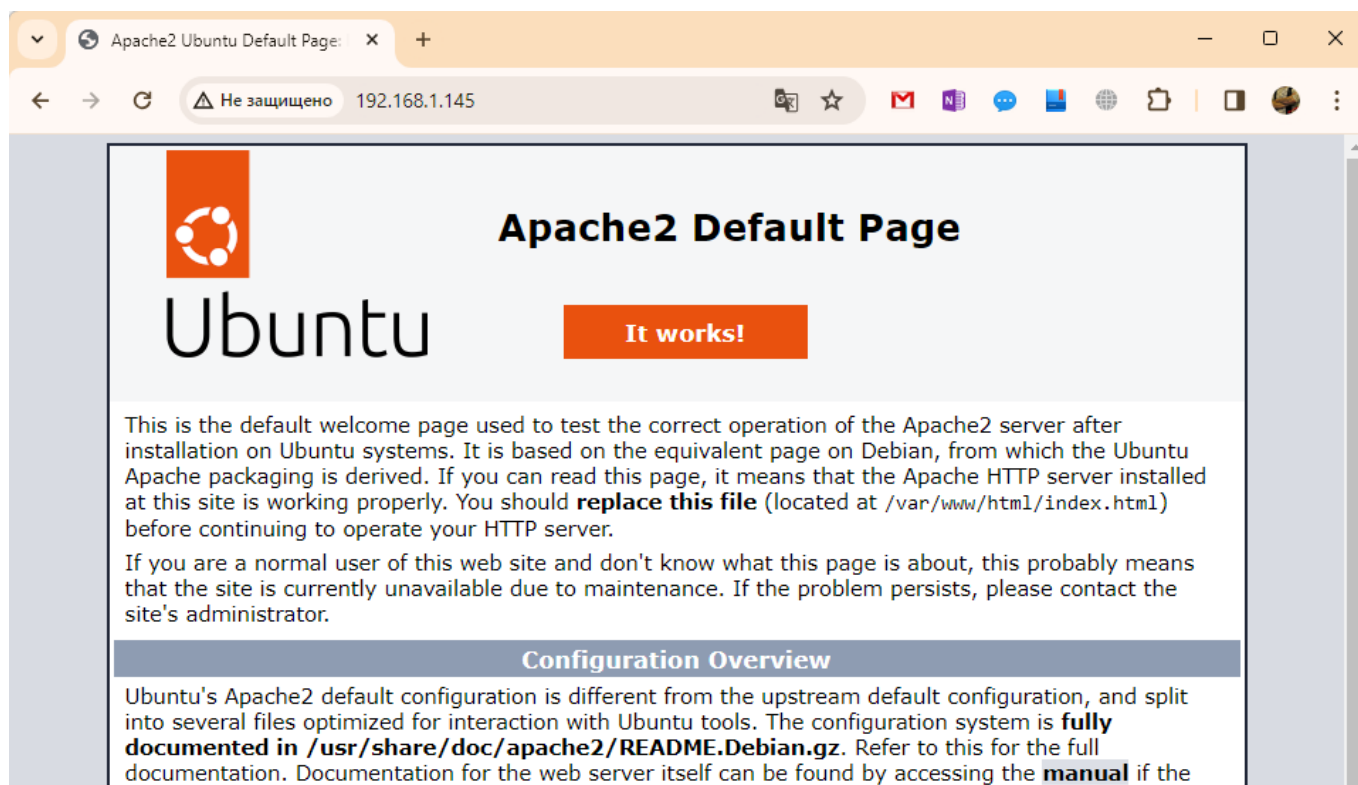 Apache2 Ubuntu Default Page:
Не защищено 192.168.1.145
Apache2 Default Page
Ubuntu
It works!
This is the default welcome page used to test the correct operation of the Apache2 server after
installation on Ubuntu systems. It is based on the equivalent page on Debian, from which the Ubuntu
Apache packaging is derived. If you can read this page, it means that the Apache HTTP server installed
at this site is working properly. You should replace this file (located at /var/www/html/index.html)
before continuing to operate your HTTP server.
If you are a normal user of this web site and don't know what this page is about, this probably means
that the site is currently unavailable due to maintenance. If the problem persists, please contact the
site's administrator.
Configuration Overview
Ubuntu's Apache2 default configuration is different from the upstream default configuration, and split
into several files optimized for interaction with Ubuntu tools. The configuration system is fully
documented in /usr/share/doc/apache2/README.Debian.gz. Refer to this for the full
documentation. Documentation for the web server itself can be found by accessing the manual if the